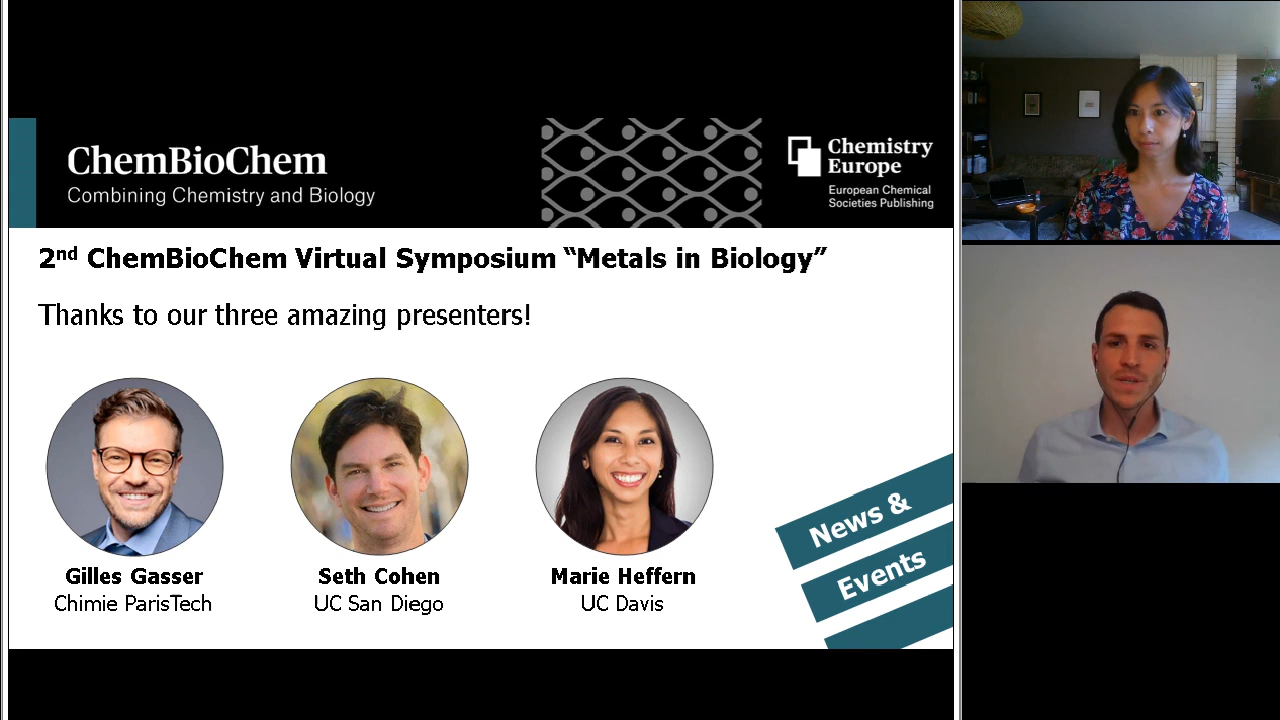 ChemBioChem
Combining Chemistry and Biology
Chemistry
Europe
European Chemical
Societies Publishing
2nd ChemBioChem Virtual Symposium “Metals in Biology”
Thanks to our three amazing presenters!
Gilles Gasser
Chimie ParisTech
Seth Cohen
UC San Diego
Marie Heffern
UC Davis
News &
Events